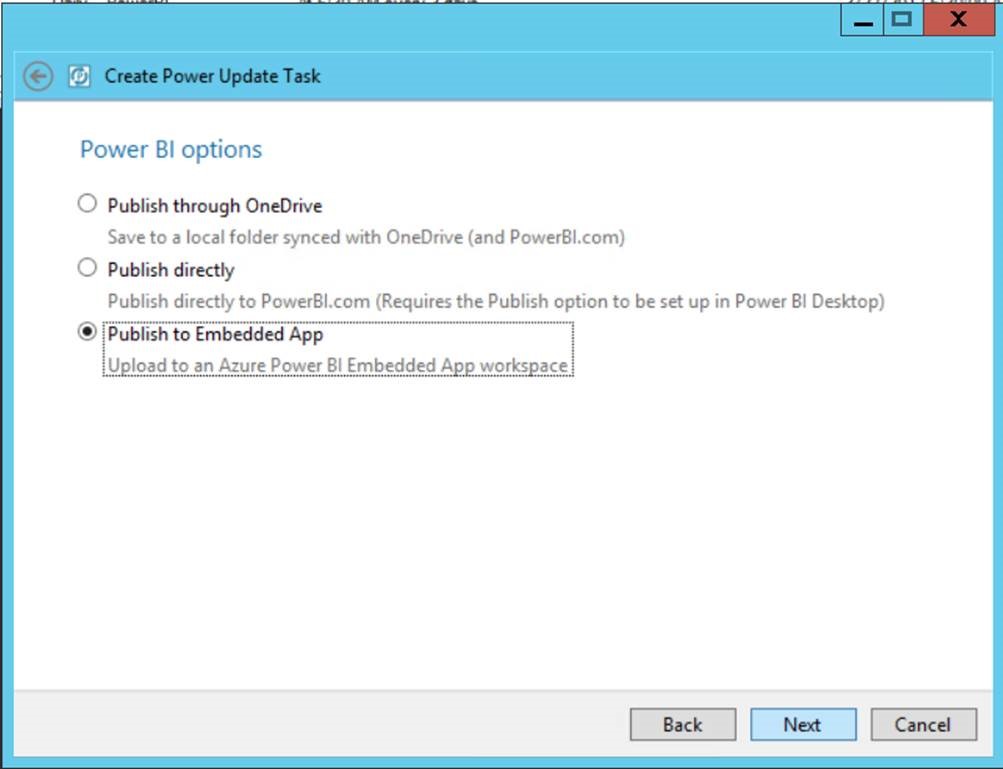 Create Power Update Task
Power BI options
Publish through OneDrive
Save to a local folder synced with OneDrive (and PowerBI.com)
Publish directly
Publish directly to PowerBI.com (Requires the Publish option to be set up in Power BI Desktop)
Publish to Embedded App
Upload to an Azure Power BI Embedded App workspace
Back Next Cancel